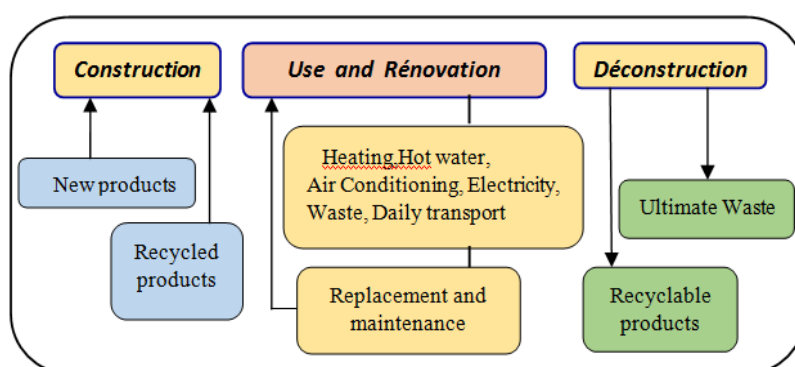 Construction
Use and Rénovation
Déconstruction
New products
Recycled
products
Heating,Hot water,
Air Conditioning, Electricity,
Waste, Daily transport
Replacement and
maintenance
Ultimate Waste
Recyclable
products